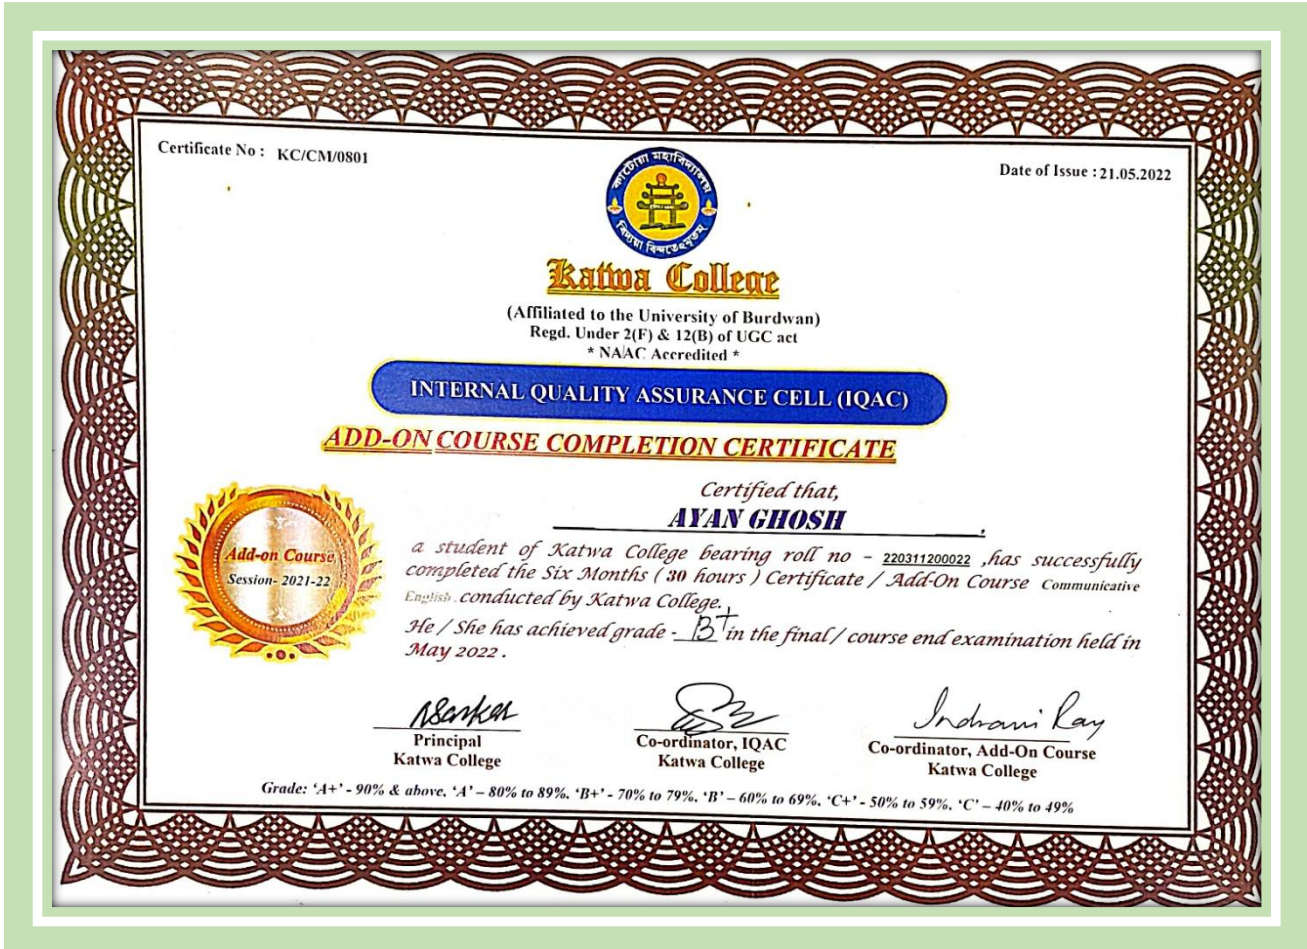 Certificate No : KC/CM/0801
Date of Issue : 21.05.2022
কাটোয়া মহাবিদ্যালয়
বিদ্যয়া বিন্দতেঽমৃতম্
Katwa College
(Affiliated to the University of Burdwan)
Regd. Under 2(F) & 12(B) of UGC act
* NAAC Accredited *
INTERNAL QUALITY ASSURANCE CELL (IQAC)
ADD-ON COURSE COMPLETION CERTIFICATE
Certified that,
AYAN GHOSH ,
Add-on Course
Session- 2021-22
a student of Katwa College bearing roll no - 220311200022 ,has successfully
completed the Six Months ( 30 hours ) Certificate / Add-On Course Communicative
English conducted by Katwa College.
He / She has achieved grade - B+ in the final / course end examination held in
May 2022 .
Indrani Ray
Principal
Katwa College
Co-ordinator, IQAC
Katwa College
Co-ordinator, Add-On Course
Katwa College
Grade: ‘A+’ - 90% & above, ‘A’ – 80% to 89%, ‘B+’ - 70% to 79%, ‘B’ – 60% to 69%, ‘C+’ - 50% to 59%, ‘C’ – 40% to 49%